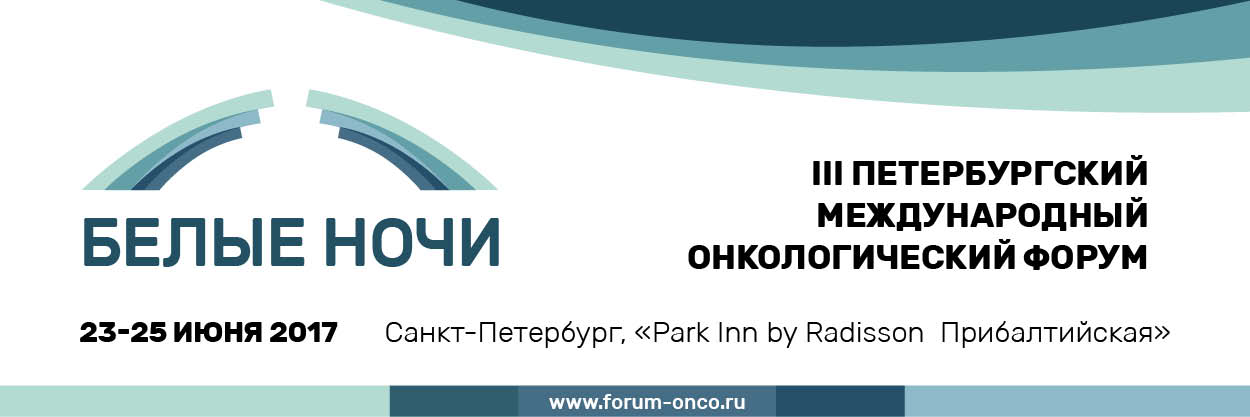 БЕЛЫЕ НОЧИ
III ПЕТЕРБУРГСКИЙ
МЕЖДУНАРОДНЫЙ
ОНКОЛОГИЧЕСКИЙ ФОРУМ
23-25 ИЮНЯ 2017 Санкт-Петербург, «Park Inn by Radisson Прибалтийская»
www.forum-onco.ru